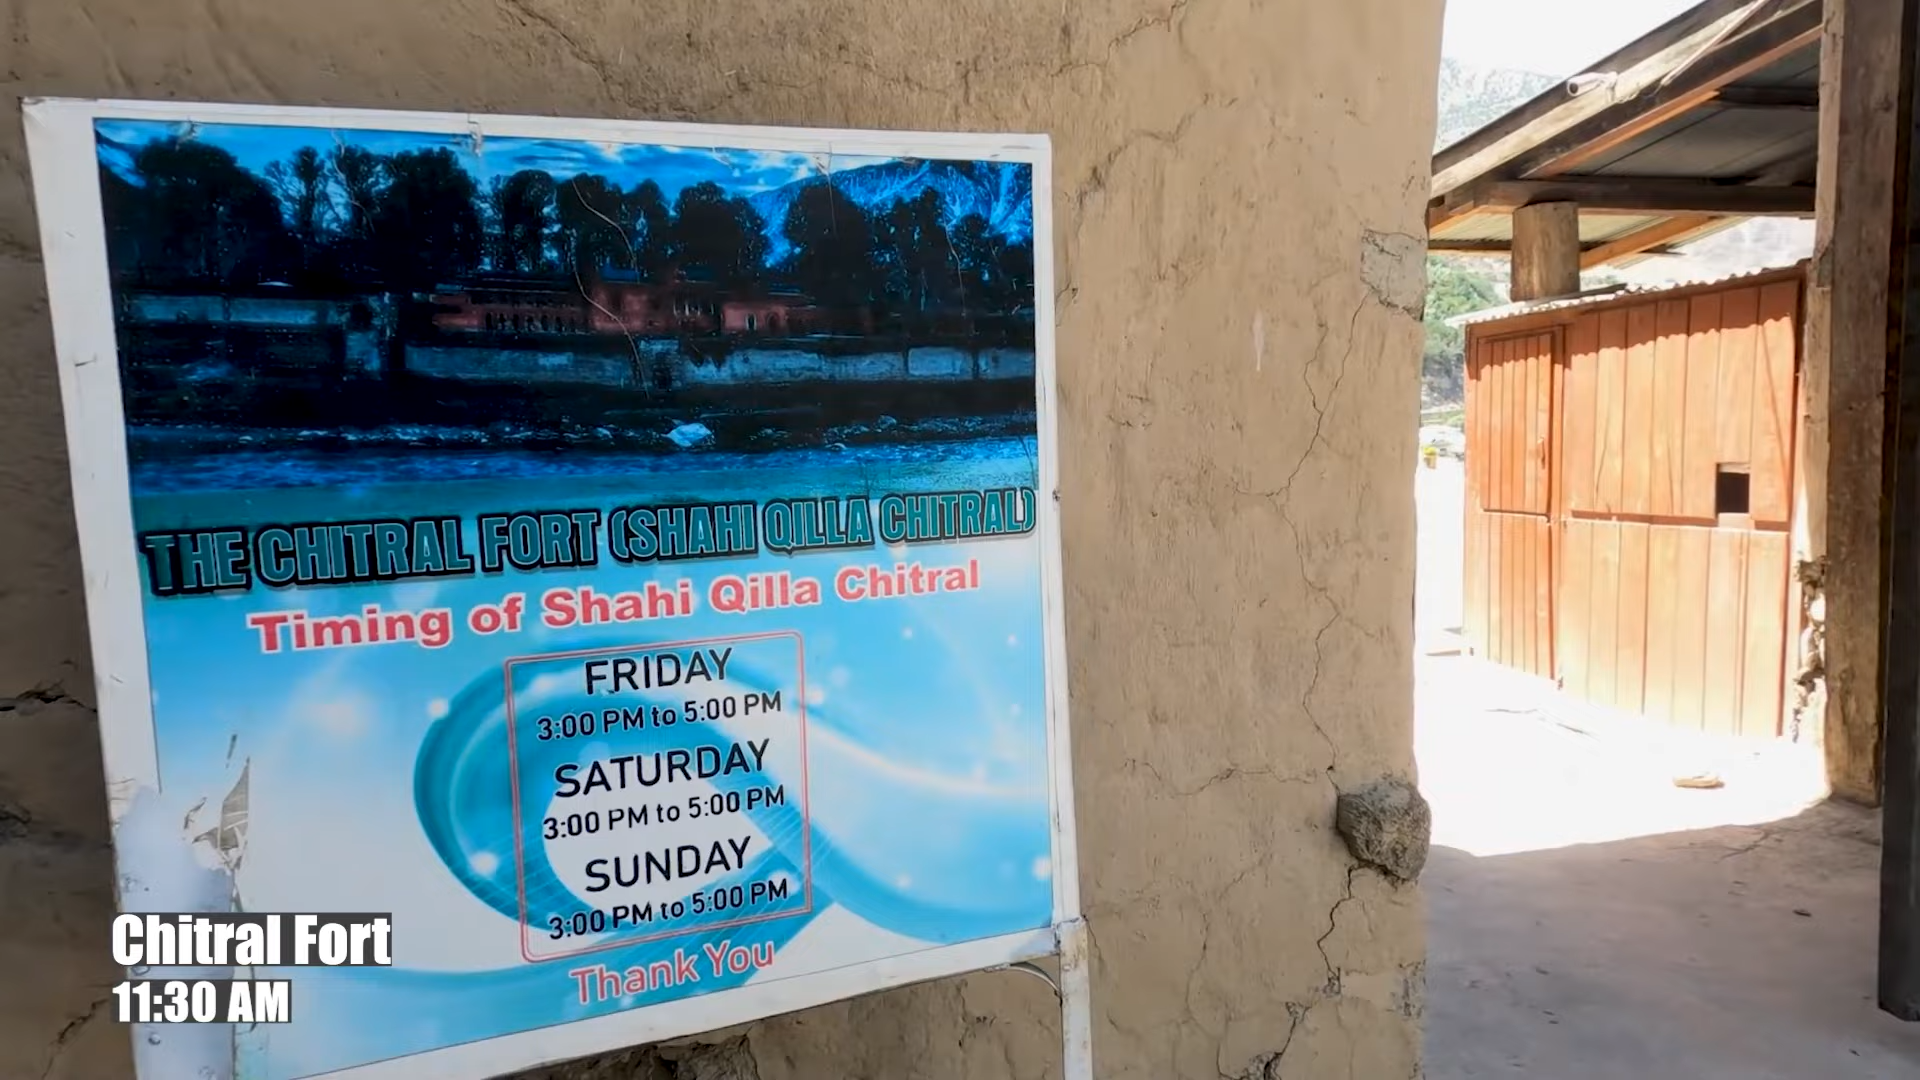 THE CHITRAL FORT (SHAHI QILLA CHITRAL)
Timing of Shahi Qilla Chitral
FRIDAY
3:00 PM to 5:00 PM
SATURDAY
3:00 PM to 5:00 PM
SUNDAY
3:00 PM to 5:00 PM
Thank You
Chitral Fort
11:30 AM